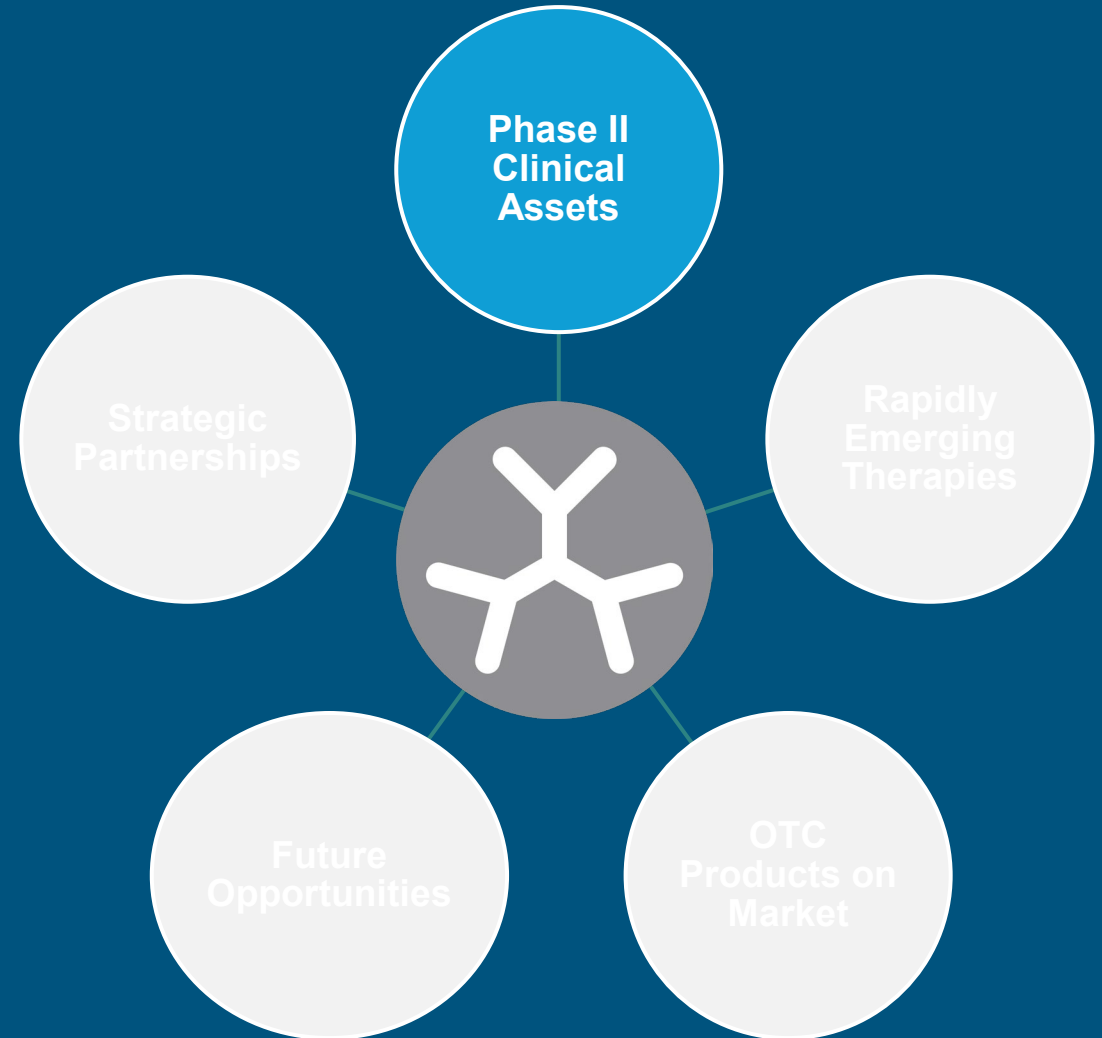 Phase II
Clinical
Assets
Strategic
Partnerships
Rapidly
Emerging
Therapies
Future
Opportunities
OTC
Products on
Market